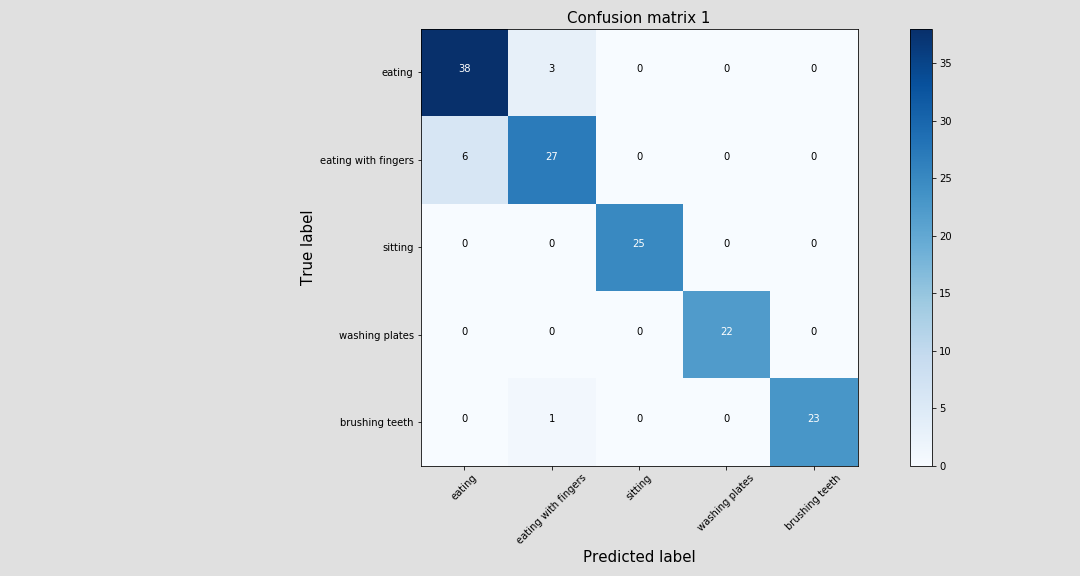 Confusion matrix 1
eating 38 3 0 0 0
eating with fingers 6 27 0 0 0
sitting 0 0 25 0 0
washing plates 0 0 0 22 0
brushing teeth 0 1 0 0 23
True label
eating
eating with fingers
sitting
washing plates
brushing teeth
Predicted label
35
30
25
20
15
10
5
0